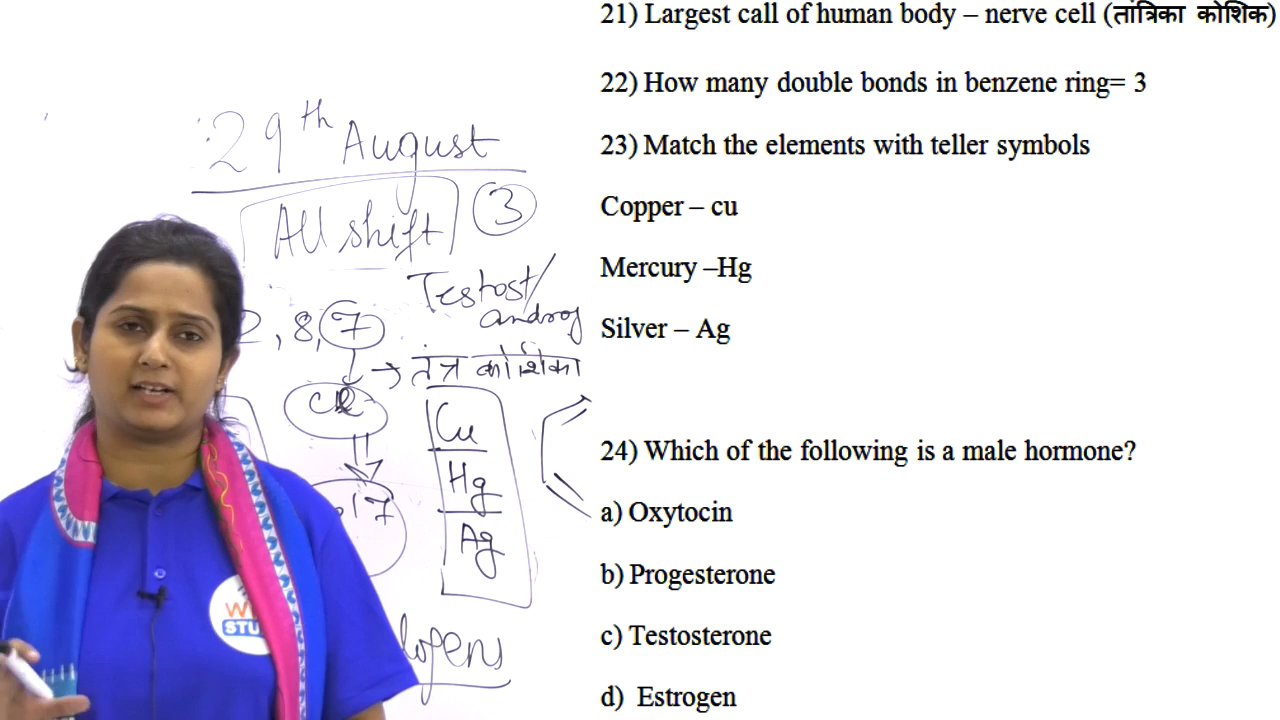 29th August
All shift 3
Testost/
androg
2, 8, 7
→ तंत्र कोशिका
Cl
Cu
Hg
17
Ag
STU
21) Largest call of human body – nerve cell (तांत्रिका कोशिक)
22) How many double bonds in benzene ring= 3
23) Match the elements with teller symbols
Copper – cu
Mercury –Hg
Silver – Ag
24) Which of the following is a male hormone?
a) Oxytocin
b) Progesterone
c) Testosterone
d) Estrogen